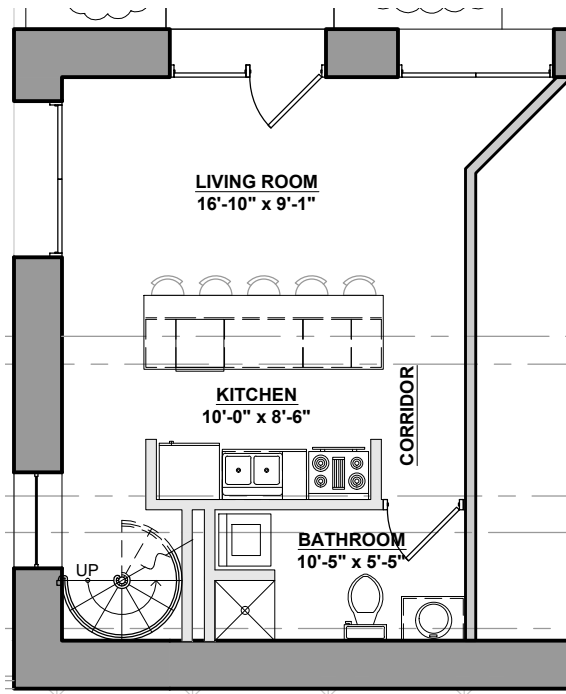 LIVING ROOM
16'-10" x 9'-1"
KITCHEN
10'-0" x 8'-6"
CORRIDOR
BATHROOM
10'-5" x 5'-5"
UP